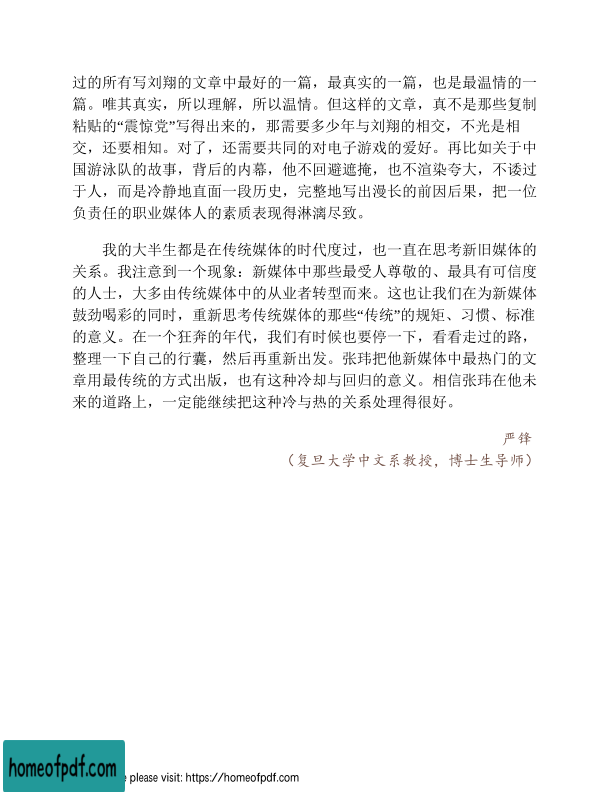 过的所有写刘翔的文章中最好的一篇，最真实的一篇，也是最温情的一
篇。唯其真实，所以理解，所以温情。但这样的文章，真不是那些复制
粘贴的“震惊党”写得出来的，那需要多少年与刘翔的相交，不光是相
交，还要相知。对了，还需要共同的对电子游戏的爱好。再比如关于中
国游泳队的故事，背后的内幕，他不回避遮掩，也不渲染夸大，不诿过
于人，而是冷静地直面一段历史，完整地写出漫长的前因后果，把一位
负责任的职业媒体人的素质表现得淋漓尽致。
我的大半生都是在传统媒体的时代度过，也一直在思考新旧媒体的
关系。我注意到一个现象：新媒体中那些最受人尊敬的、最具有可信度
的人士，大多由传统媒体中的从业者转型而来。这也让我们在为新媒体
鼓劲喝彩的同时，重新思考传统媒体的那些“传统”的规矩、习惯、标准
的意义。在一个狂奔的年代，我们有时候也要停一下，看看走过的路，
整理一下自己的行囊，然后再重新出发。张玮把他新媒体中最热门的文
章用最传统的方式出版，也有这种冷却与回归的意义。相信张玮在他未
来的道路上，一定能继续把这种冷与热的关系处理得很好。
严锋
（复旦大学中文系教授，博士生导师）
homeofpdf.com
please visit: https://homeofpdf.com